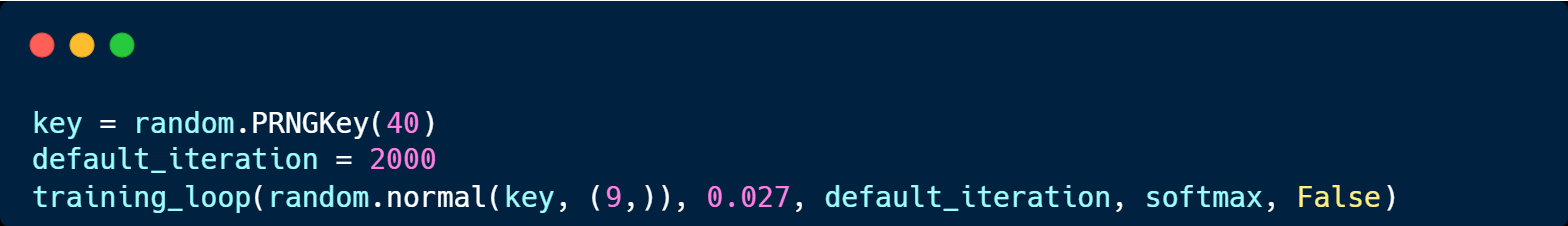 key = random.PRNGKey(40)
default_iteration = 2000
training_loop(random.normal(key, (9,)), 0.027, default_iteration, softmax, False)